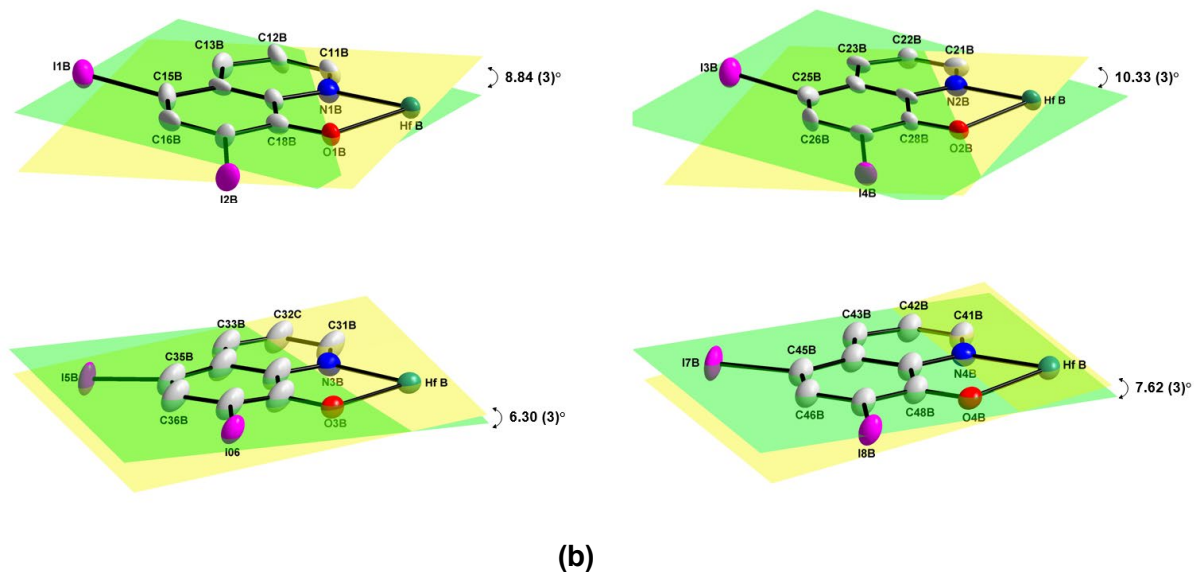 C12B
C13B
C11B
I1B
C15B
8.84 (3)°
N1B
Hf B
C16B
C18B
O1B
I2B
C22B
C23B
C21B
I3B
C25B
10.33 (3)°
N2B
Hf B
C26B
C28B
O2B
I4B
C32C
C33B
C31B
C35B
I5B
N3B
Hf B
C36B
O3B
6.30 (3)°
I06
C42B
C43B
C41B
C45B
I7B
N4B
Hf B
7.62 (3)°
C46B
C48B
O4B
I8B
(b)